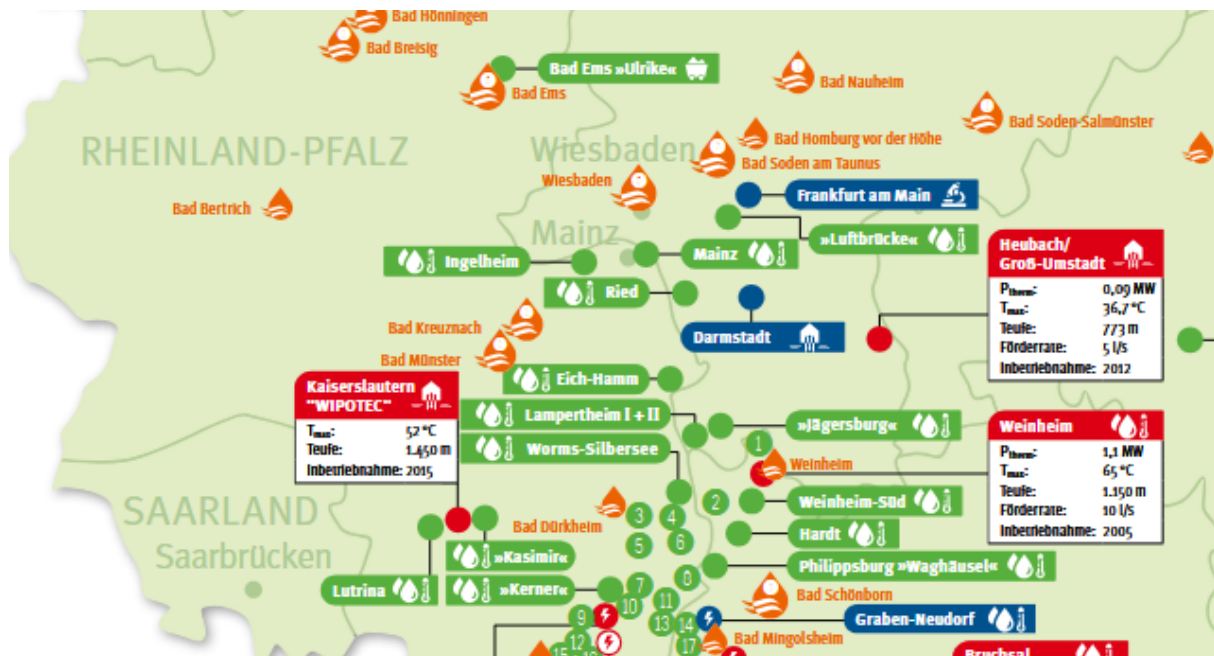 Bad Hönningen
Bad Breisig
Bad Ems »Ulrike«
Bad Ems
Bad Nauheim
Bad Soden-Salmünster
RHEINLAND-PFALZ
Wiesbaden
Bad Homburg vor der Höhe
Bad Soden am Taunus
Wiesbaden
Bad Bertrich
Frankfurt am Main
Mainz
»Luftbrücke«
Mainz
Ingelheim
Heubach/
Groß-Umstadt
Ptherm: 0,09 MW
Tmax: 36,7 °C
Teufe: 773 m
Förderrate: 5 l/s
Inbetriebnahme: 2012
Ried
Bad Kreuznach
Darmstadt
Bad Münster
Eich-Hamm
Kaiserslautern
"WIPOTEC"
Tmax: 52 °C
Teufe: 1.450 m
Inbetriebnahme: 2015
Lampertheim I + II
»Jägersburg«
Worms-Silbersee
1
Weinheim
Weinheim
Ptherm: 1,1 MW
Tmax: 65 °C
Teufe: 1.150 m
Förderrate: 10 l/s
Inbetriebnahme: 2005
SAARLAND
Saarbrücken
Bad Dürkheim
3
4
2
Weinheim-Süd
5
6
Hardt
»Kasimir«
Philippsburg »Waghäusel«
Lutrina
»Kerner«
7
8
Bad Schönborn
10
11
9
13
14
Graben-Neudorf
12
17
Bad Mingolsheim
15
Bruchsal